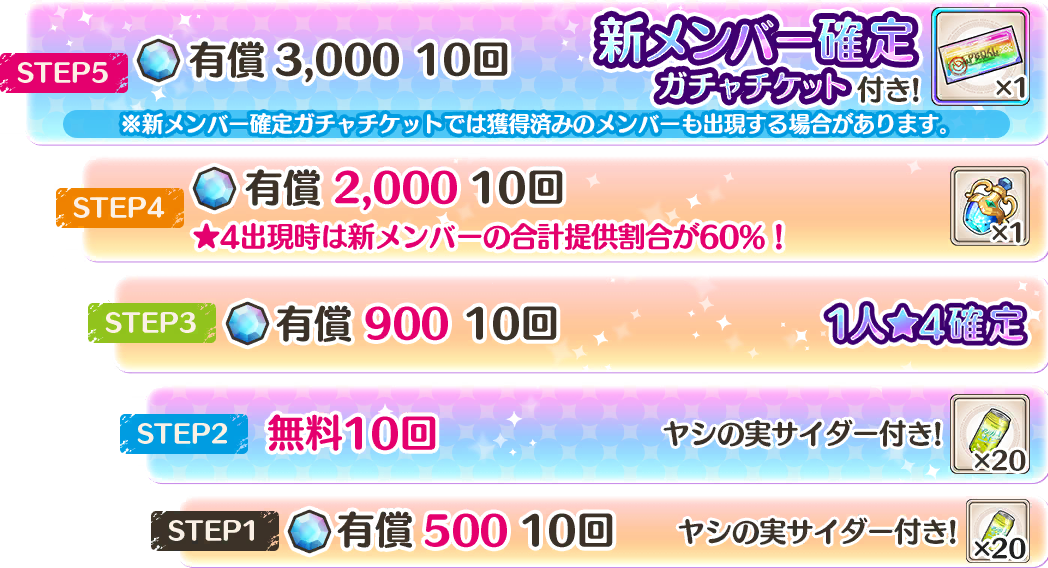 STEP5 有償 3,000 10回 新メンバー確定
ガチャチケット 付き! ×1
※新メンバー確定ガチャチケットでは獲得済みのメンバーも出現する場合があります。
STEP4 有償 2,000 10回
★4出現時は新メンバーの合計提供割合が60%！ ×1
STEP3 有償 900 10回 1人★4確定
STEP2 無料10回 ヤシの実サイダー付き! ×20
STEP1 有償 500 10回 ヤシの実サイダー付き! ×20